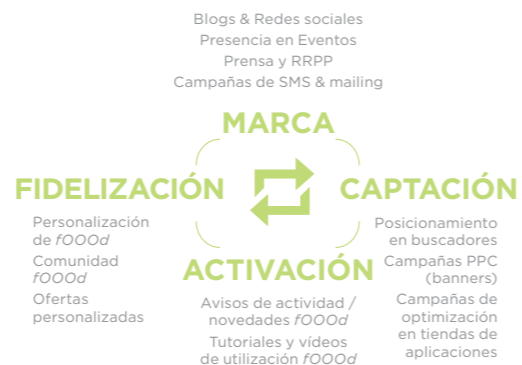 Blogs & Redes sociales
Presencia en Eventos
Prensa y RRPP
Campañas de SMS & mailing
MARCA
FIDELIZACIÓN
Personalización
de fOOOd
Comunidad
fOOOd
Ofertas
personalizadas
CAPTACIÓN
Posicionamiento
en buscadores
Campañas PPC
(banners)
Campañas de
optimización
en tiendas de
aplicaciones
ACTIVACIÓN
Avisos de actividad /
novedades fOOOd
Tutoriales y vídeos
de utilización fOOOd